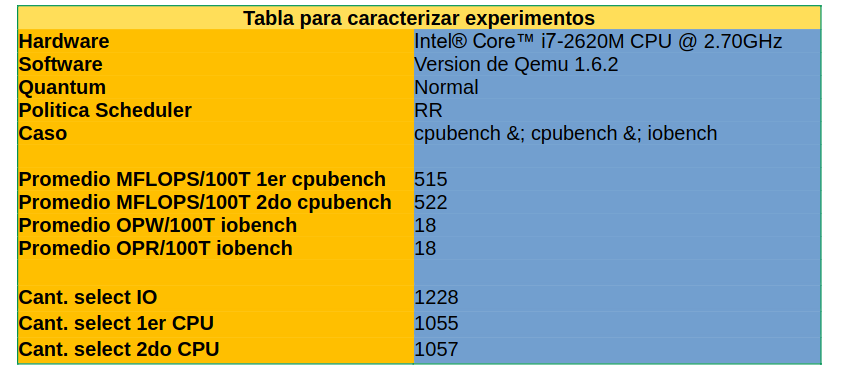 Tabla para caracterizar experimentos
Hardware Intel® Core™ i7-2620M CPU @ 2.70GHz
Software Version de Qemu 1.6.2
Quantum Normal
Politica Scheduler RR
Caso cpubench &; cpubench &; iobench
Promedio MFLOPS/100T 1er cpubench 515
Promedio MFLOPS/100T 2do cpubench 522
Promedio OPW/100T iobench 18
Promedio OPR/100T iobench 18
Cant. select IO 1228
Cant. select 1er CPU 1055
Cant. select 2do CPU 1057